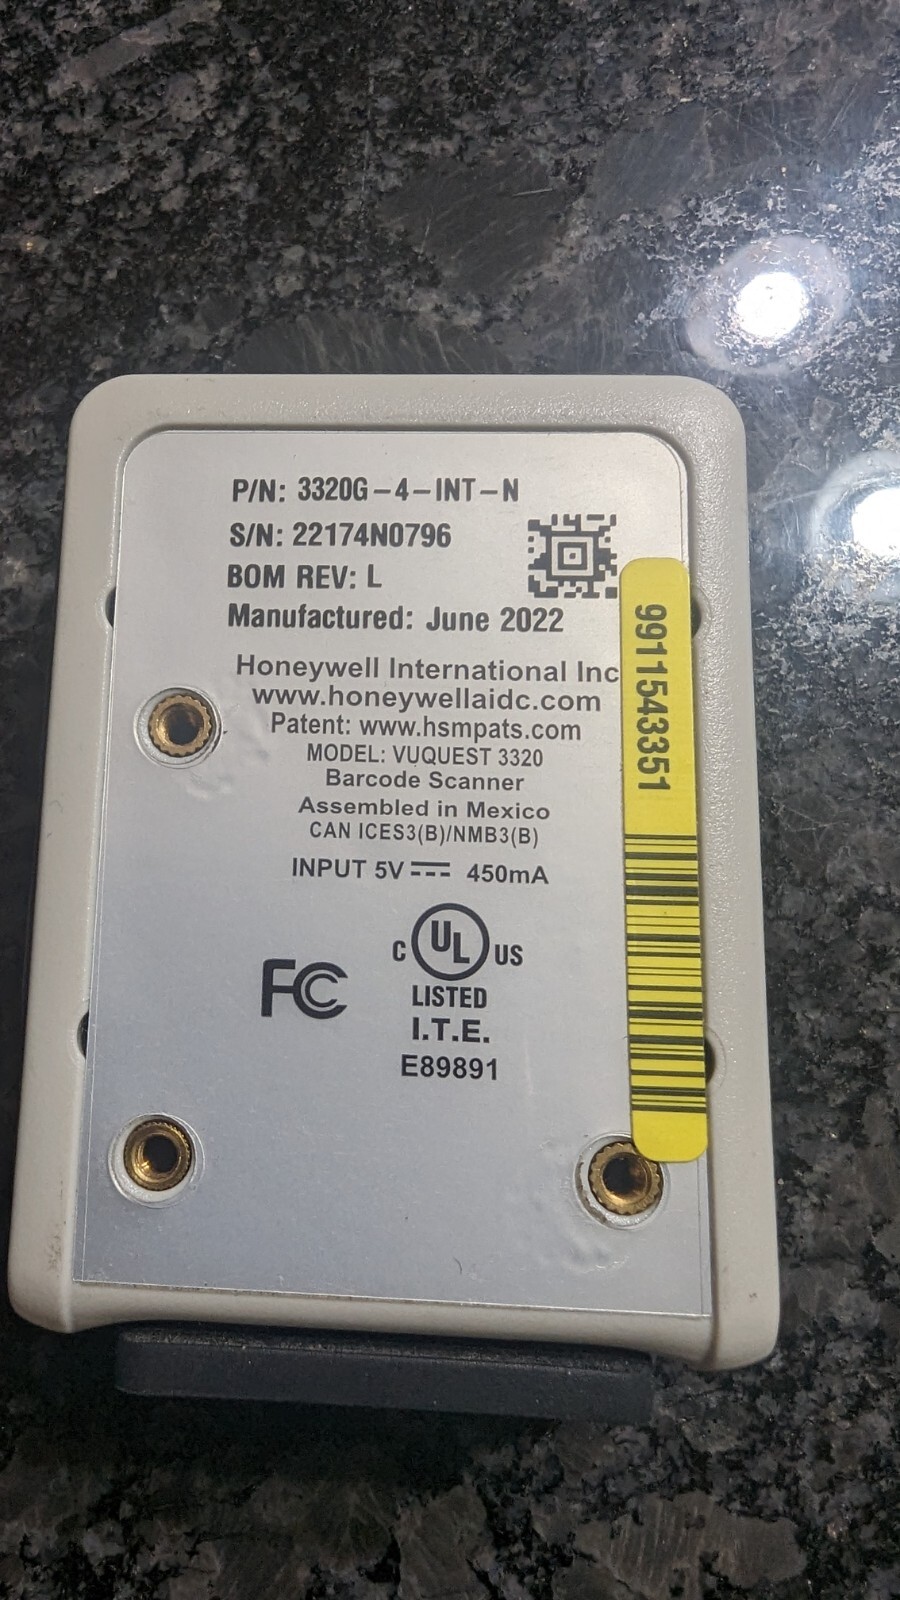 P/N: 3320G-4-INT-N
S/N: 22174N0796
BOM REV: L
Manufactured: June 2022
Honeywell International Inc
www.honeywellaidc.com
Patent: www.hsmpats.com
MODEL: VUQUEST 3320
Barcode Scanner
Assembled in Mexico
CAN ICES3(B)/NMB3(B)
INPUT 5V 450mA
FC
C UL US
LISTED
I.T.E.
E89891
9911543351